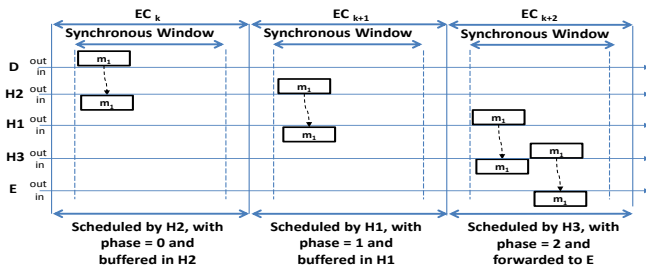 EC k
EC k+1
EC k+2
Synchronous Window
Synchronous Window
Synchronous Window
D out
in
m1
H2 out
in
m1
m1
H1 out
in
m1
m1
H3 out
in
m1
m1
E out
in
m1
Scheduled by H2, with
phase = 0 and
buffered in H2
Scheduled by H1, with
phase = 1 and
buffered in H1
Scheduled by H3, with
phase = 2 and
forwarded to E